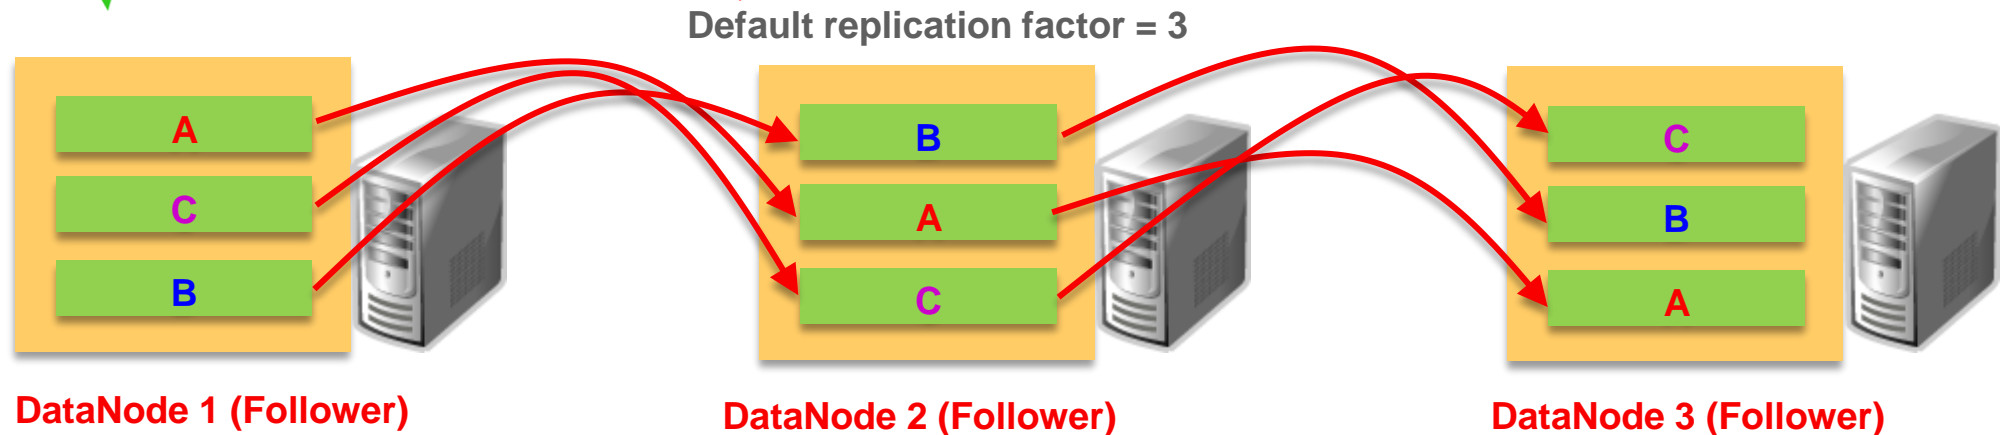 Default replication factor = 3
A
C
B
B
A
C
C
B
A
DataNode 1 (Follower)
DataNode 2 (Follower)
DataNode 3 (Follower)